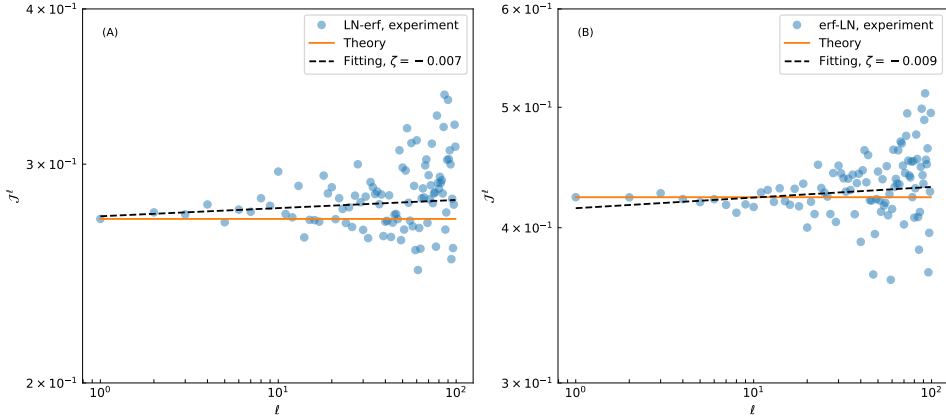 (A)
LN-erf, experiment
Theory
Fitting, ζ = −0.007
4 × 10⁻¹
3 × 10⁻¹
2 × 10⁻¹
𝒥ˡ
10⁰
10¹
10²
ℓ
(B)
erf-LN, experiment
Theory
Fitting, ζ = −0.009
6 × 10⁻¹
5 × 10⁻¹
4 × 10⁻¹
3 × 10⁻¹
𝒥ˡ
10⁰
10¹
10²
ℓ